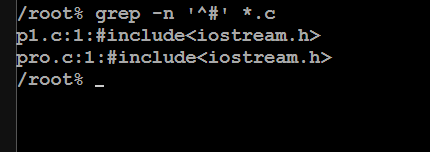 /root% grep -n '^#' *.c
p1.c:1:#include<iostream.h>
pro.c:1:#include<iostream.h>
/root% _